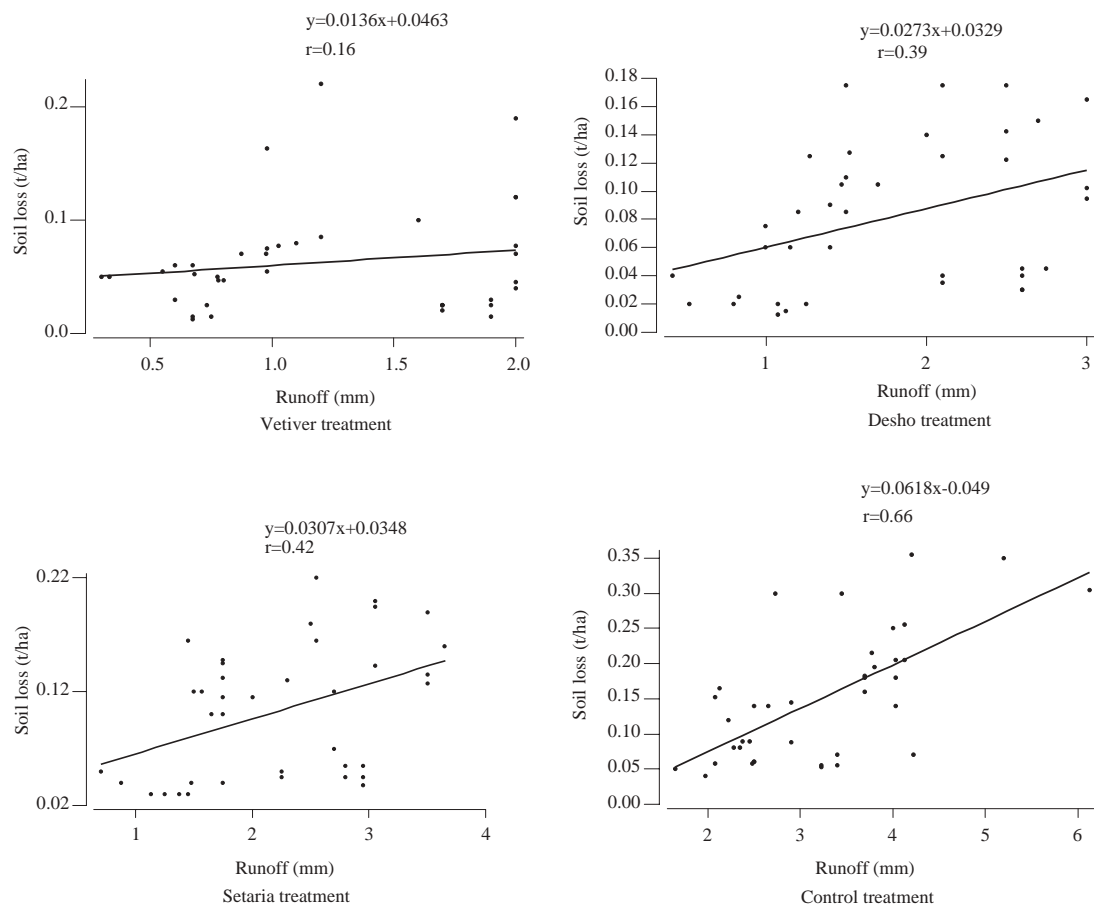 y=0.0136x+0.0463
r=0.16
0.2
0.1
0.0
Soil loss (t/ha)
0.5 1.0 1.5 2.0
Runoff (mm)
Vetiver treatment
y=0.0273x+0.0329
r=0.39
0.18
0.16
0.14
0.12
0.10
0.08
0.06
0.04
0.02
0.00
Soil loss (t/ha)
1 2 3
Runoff (mm)
Desho treatment
y=0.0307x+0.0348
r=0.42
0.22
0.12
0.02
Soil loss (t/ha)
1 2 3 4
Runoff (mm)
Setaria treatment
y=0.0618x-0.049
r=0.66
0.35
0.30
0.25
0.20
0.15
0.10
0.05
0.00
Soil loss (t/ha)
2 3 4 5 6
Runoff (mm)
Control treatment